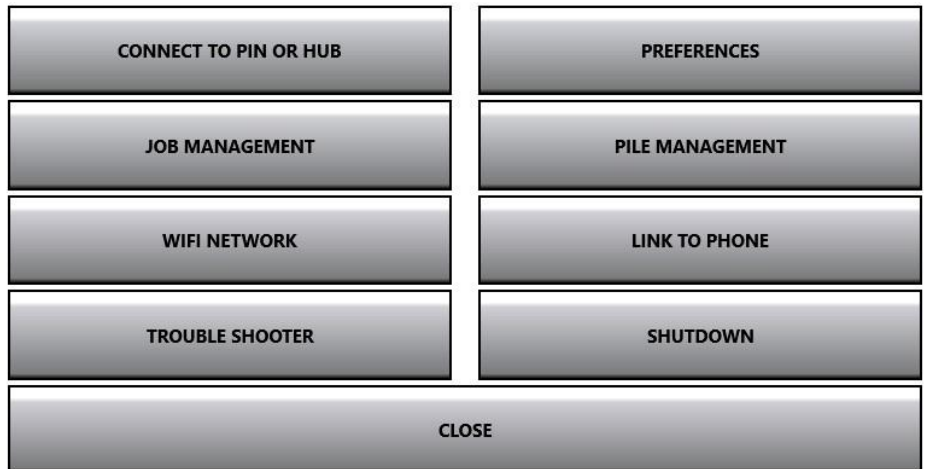 CONNECT TO PIN OR HUB
PREFERENCES
JOB MANAGEMENT
PILE MANAGEMENT
WIFI NETWORK
LINK TO PHONE
TROUBLE SHOOTER
SHUTDOWN
CLOSE